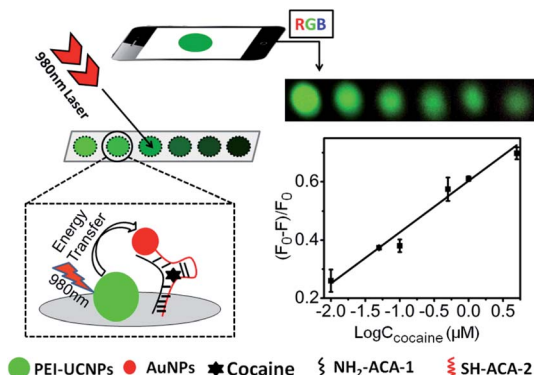 RGB
980nm Laser
Energy
Transfer
980nm
(F₀-F)/F₀
0.6
0.4
0.2
-2.0 -1.5 -1.0 -0.5 0.0 0.5
LogC_cocaine (μM)
PEI-UCNPs AuNPs Cocaine NH₂-ACA-1 SH-ACA-2